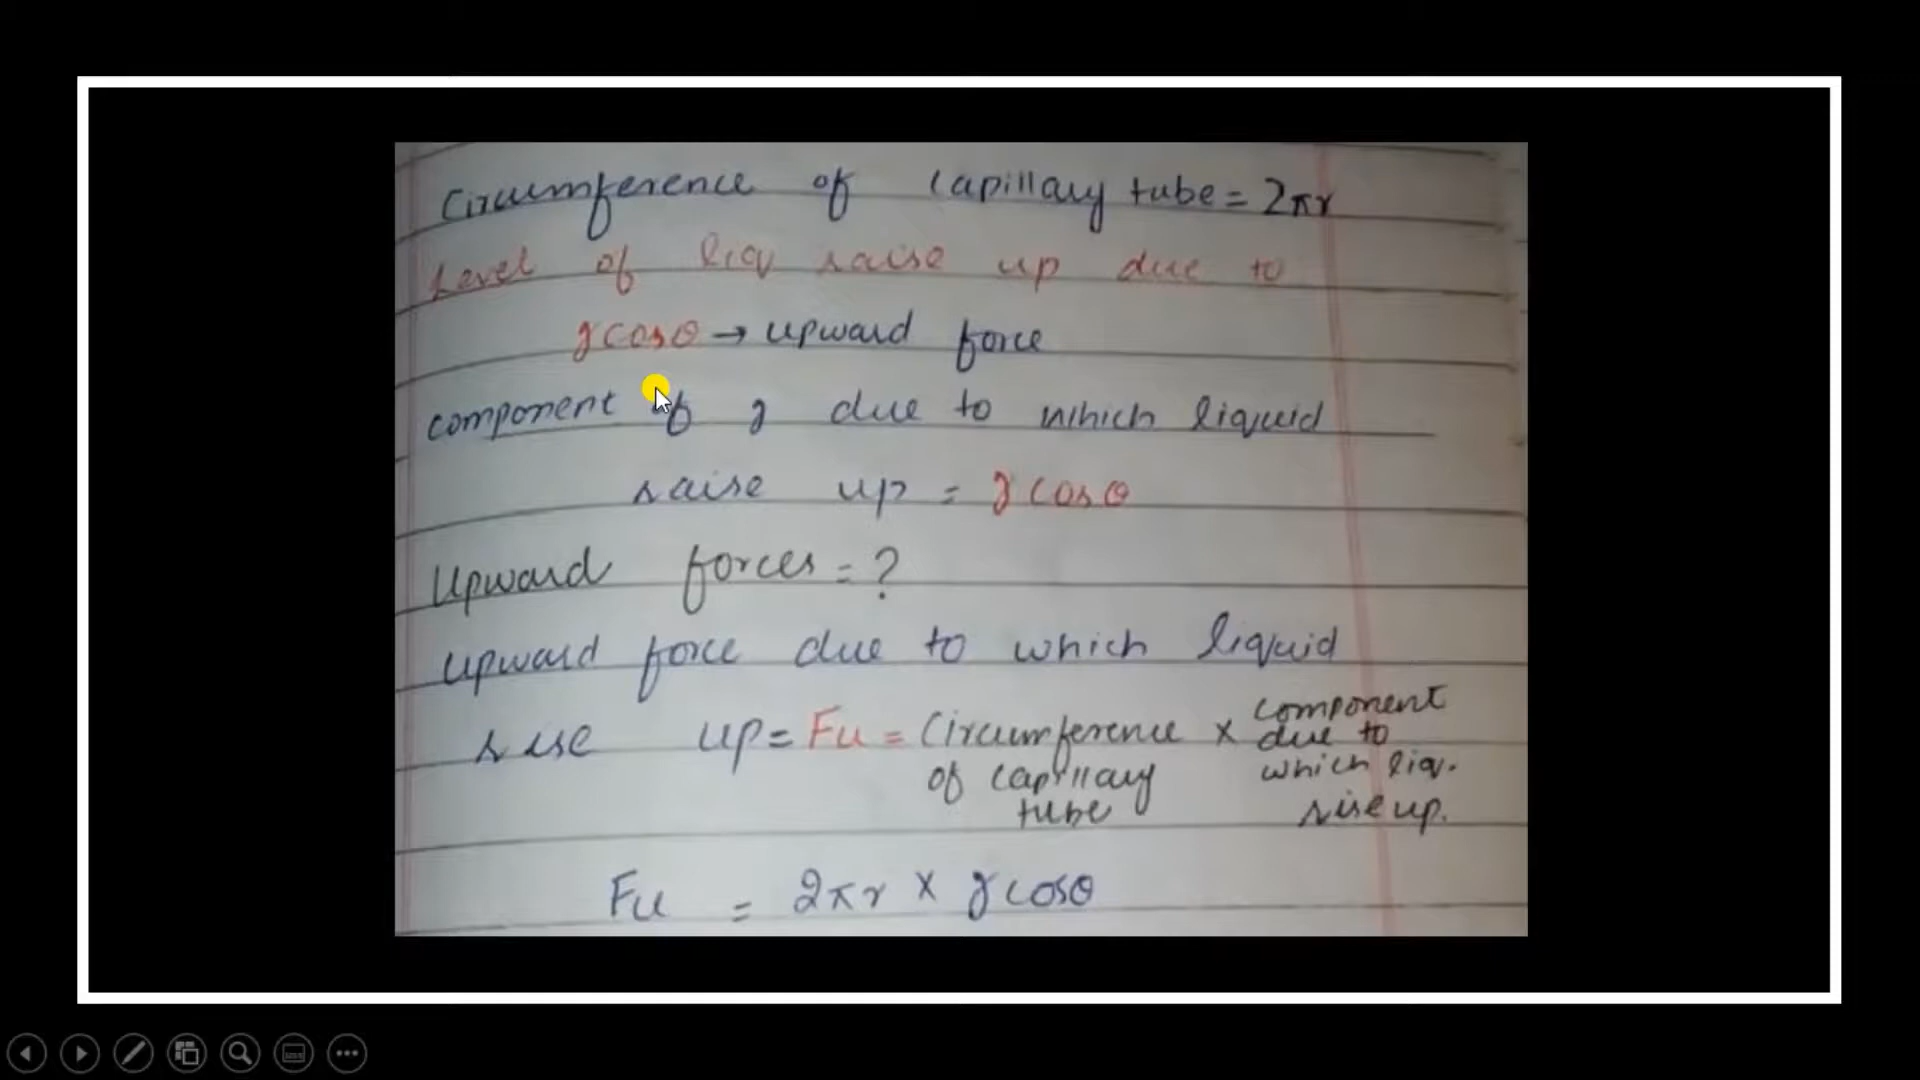 Circumference of capillary tube = 2πr
Level of liq raise up due to
γcosθ → upward force
component of γ due to which liquid
raise up = γcosθ
Upward forces = ?
upward force due to which liquid
rise up = Fu = Circumference of capillary tube × component due to which liq. rise up.
Fu = 2πr × γcosθ